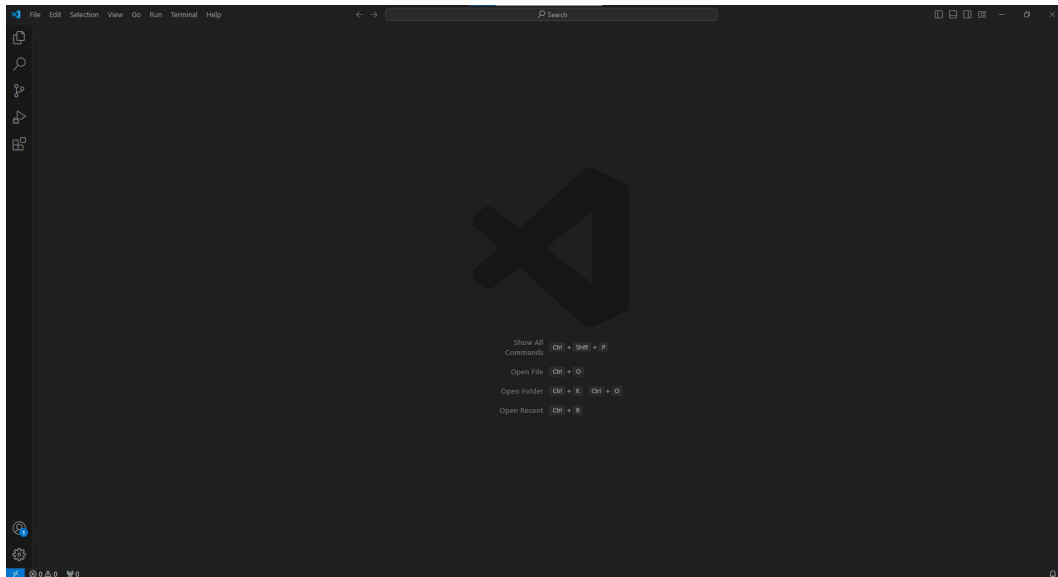 File Edit Selection View Go Run Terminal Help
Search
Show All
Commands
Ctrl + Shift + P
Open File Ctrl + O
Open Folder Ctrl + K Ctrl + O
Open Recent Ctrl + R
1
0 0 0